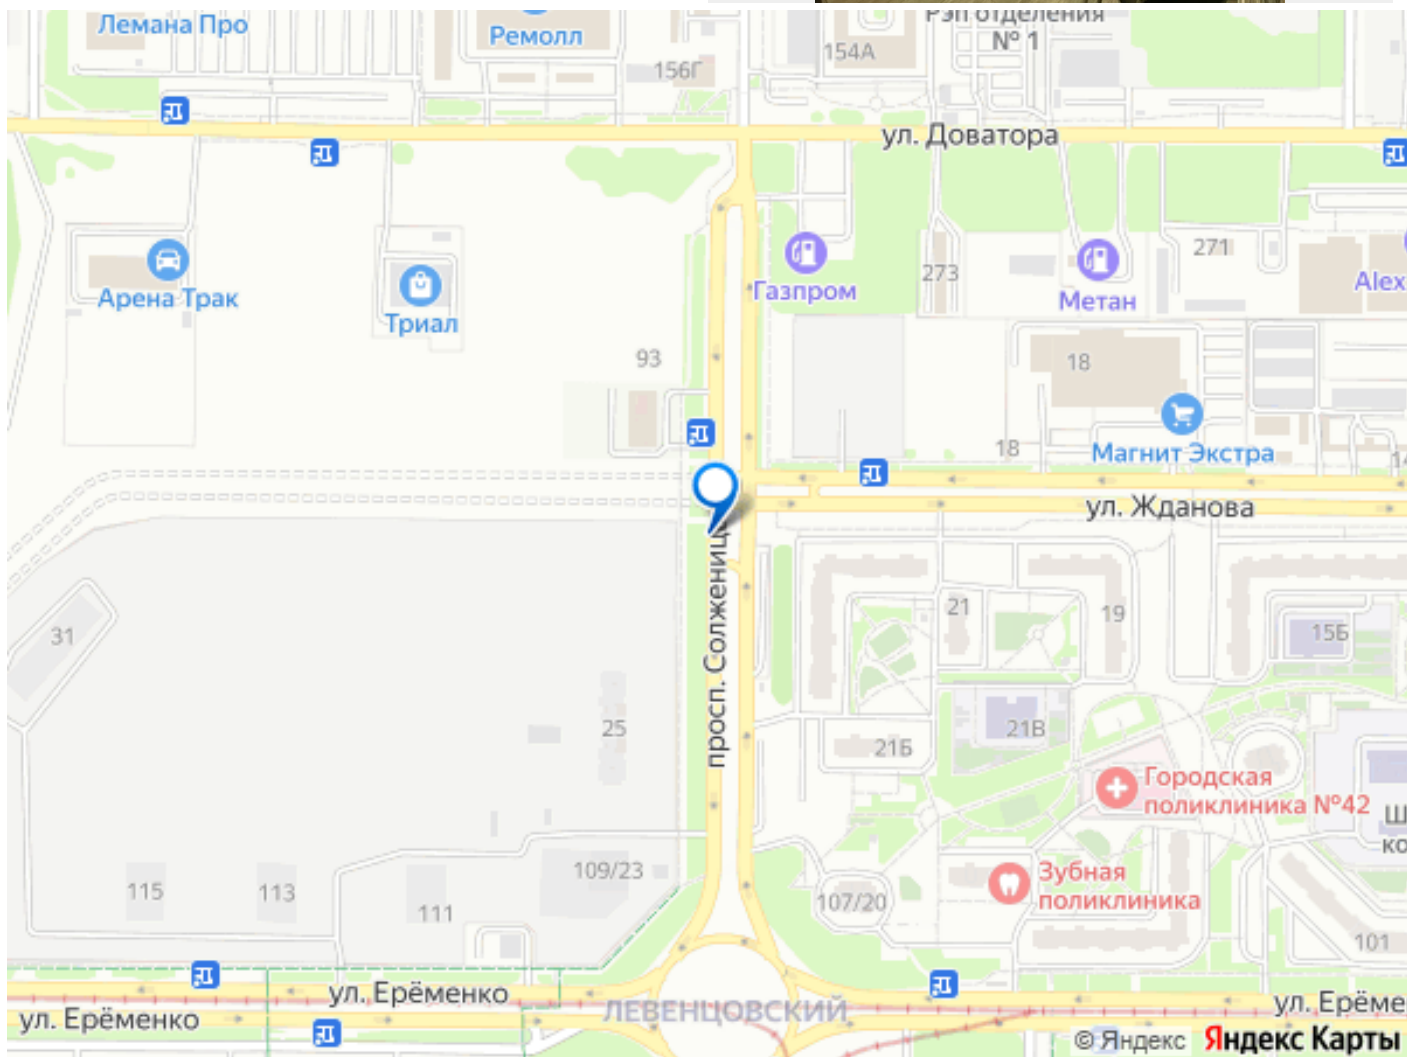 Лемана Про
Ремолл
156Г
154А
Рэп отделения
№ 1
ул. Доватора
Арена Трак
Триал
Газпром
273
Метан
271
Alex
93
18
18
Магнит Экстра
14
ул. Жданова
просп. Солжениц
31
25
21
19
15Б
21Б
21В
Городская
поликлиника №42
Ш
ко
115
113
111
109/23
107/20
Зубная
поликлиника
101
ул. Ерёменко
ул. Ерёменко
ЛЕВЕНЦОВСКИЙ
ул. Ерёме
© Яндекс Яндекс Карты